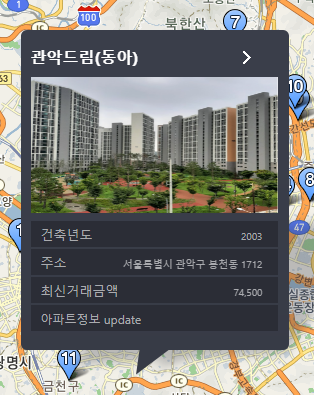 1
100
북한산
7
관악드림(동아)
10
8
47
건축년도 2003
주소 서울특별시 관악구 봉천동 1712
최신거래금액 74,500
아파트정보 update
광명시
11
금천구
IC
IC